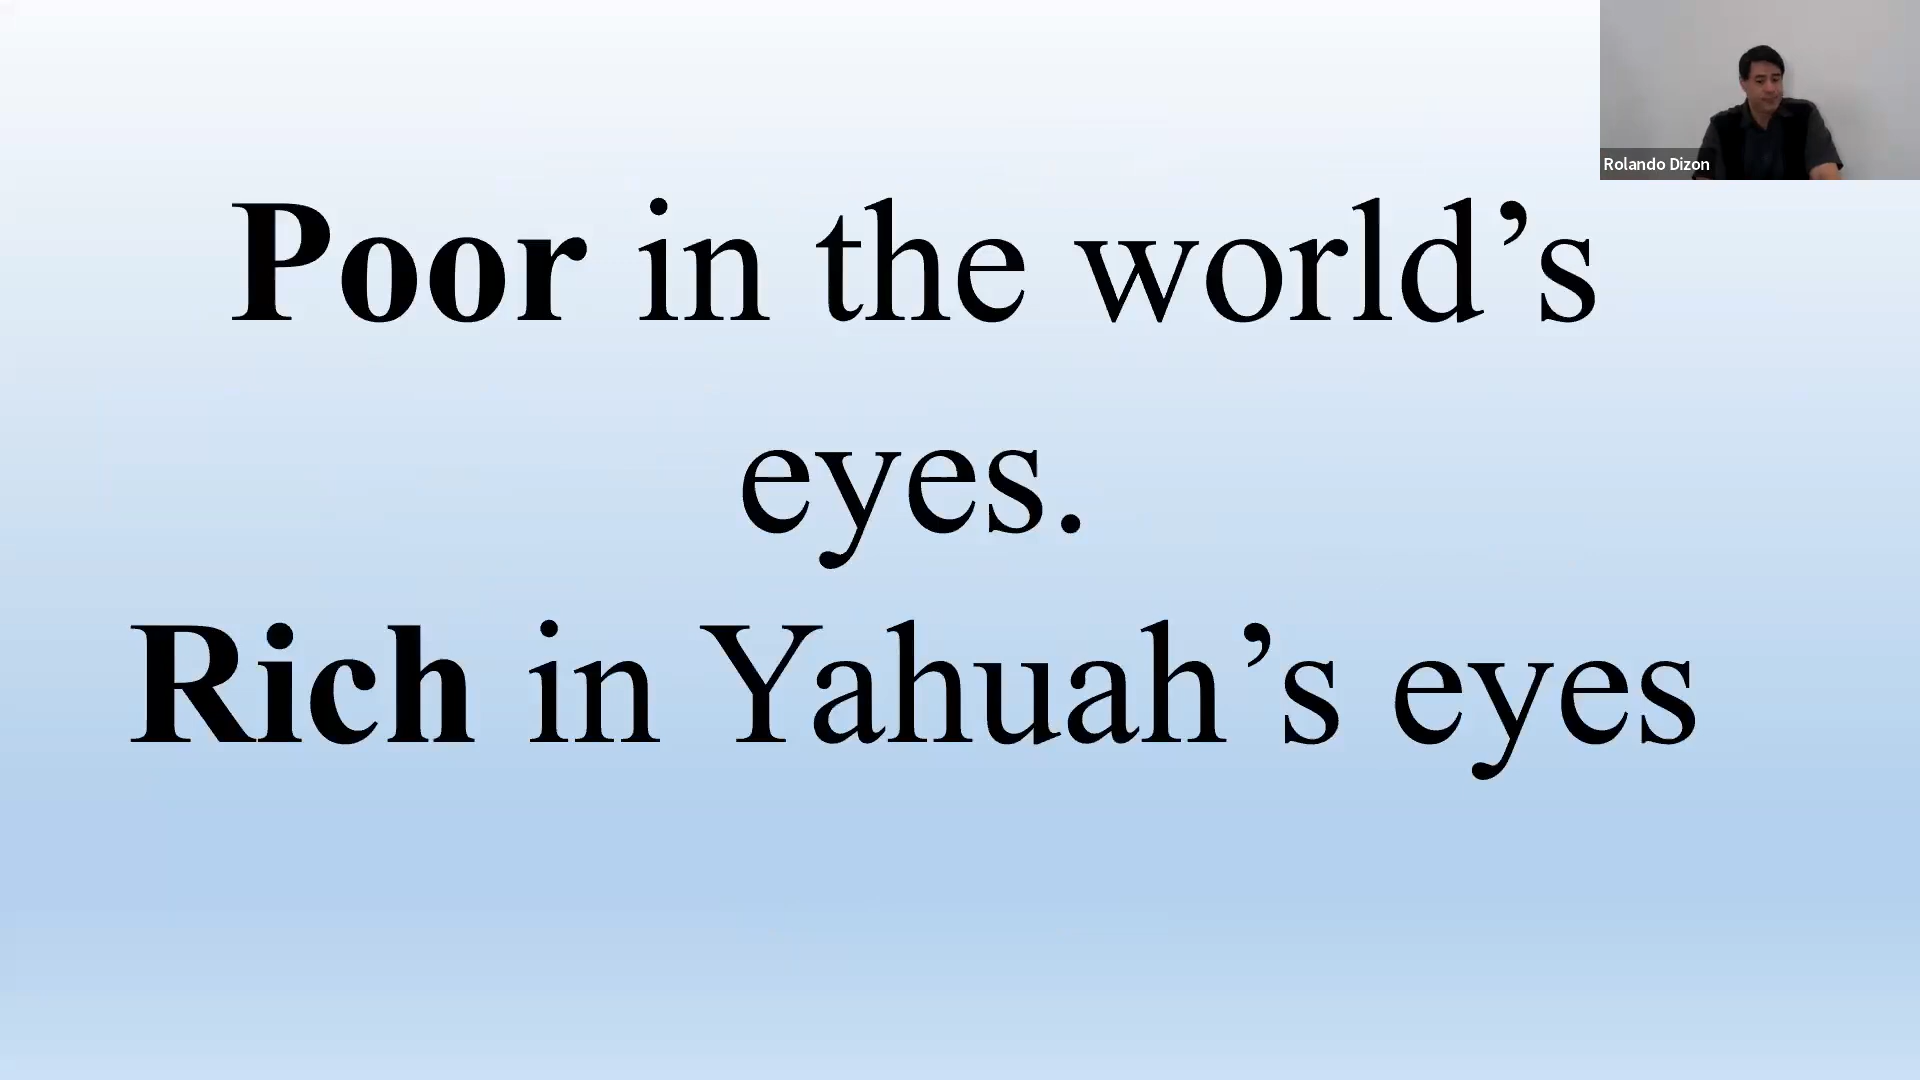 Rolando Dizon
Poor in the world’s
eyes.
Rich in Yahuah’s eyes